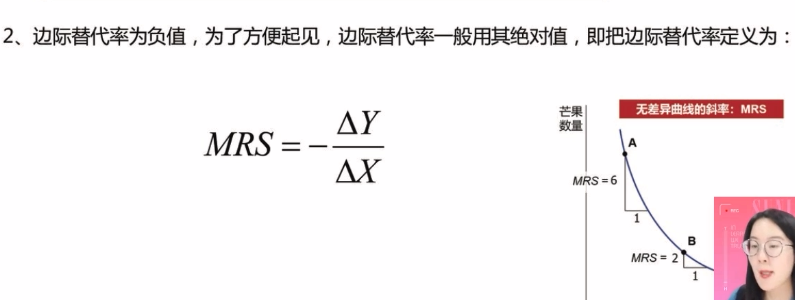 2、边际替代率为负值，为了方便起见，边际替代率一般用其绝对值，即把边际替代率定义为：
MRS = − ΔY / ΔX
芒果
数量
无差异曲线的斜率：MRS
A
MRS = 6
1
B
MRS = 2
1